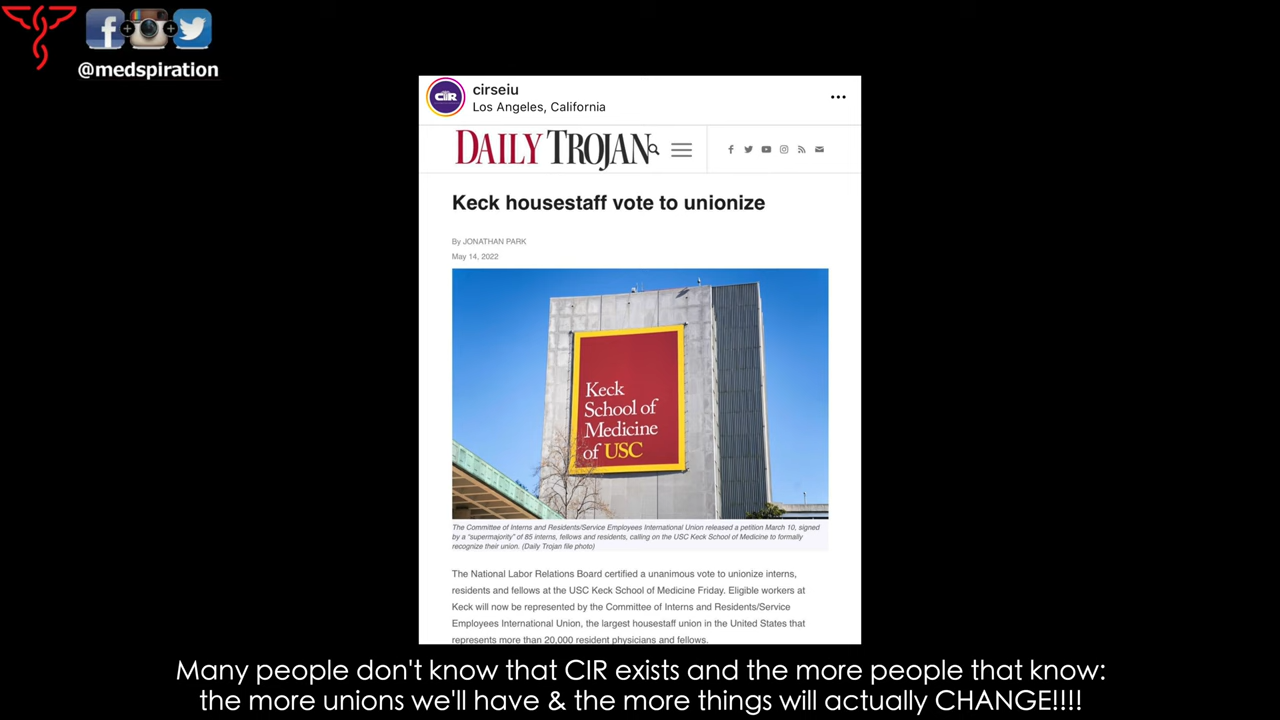 @medspiration
CIR
cirseiu
Los Angeles, California
DAILY TROJAN
Keck housestaff vote to unionize
By JONATHAN PARK
May 14, 2022
Keck
School of
Medicine
of USC
The Committee of Interns and Residents/Service Employees International Union released a petition March 10, signed
by a “supermajority” of 85 interns, fellows and residents, calling on the USC Keck School of Medicine to formally
recognize their union. (Daily Trojan file photo)
The National Labor Relations Board certified a unanimous vote to unionize interns,
residents and fellows at the USC Keck School of Medicine Friday. Eligible workers at
Keck will now be represented by the Committee of Interns and Residents/Service
Employees International Union, the largest housestaff union in the United States that
represents more than 20,000 resident physicians and fellows.
Many people don't know that CIR exists and the more people that know:
the more unions we'll have & the more things will actually CHANGE!!!!